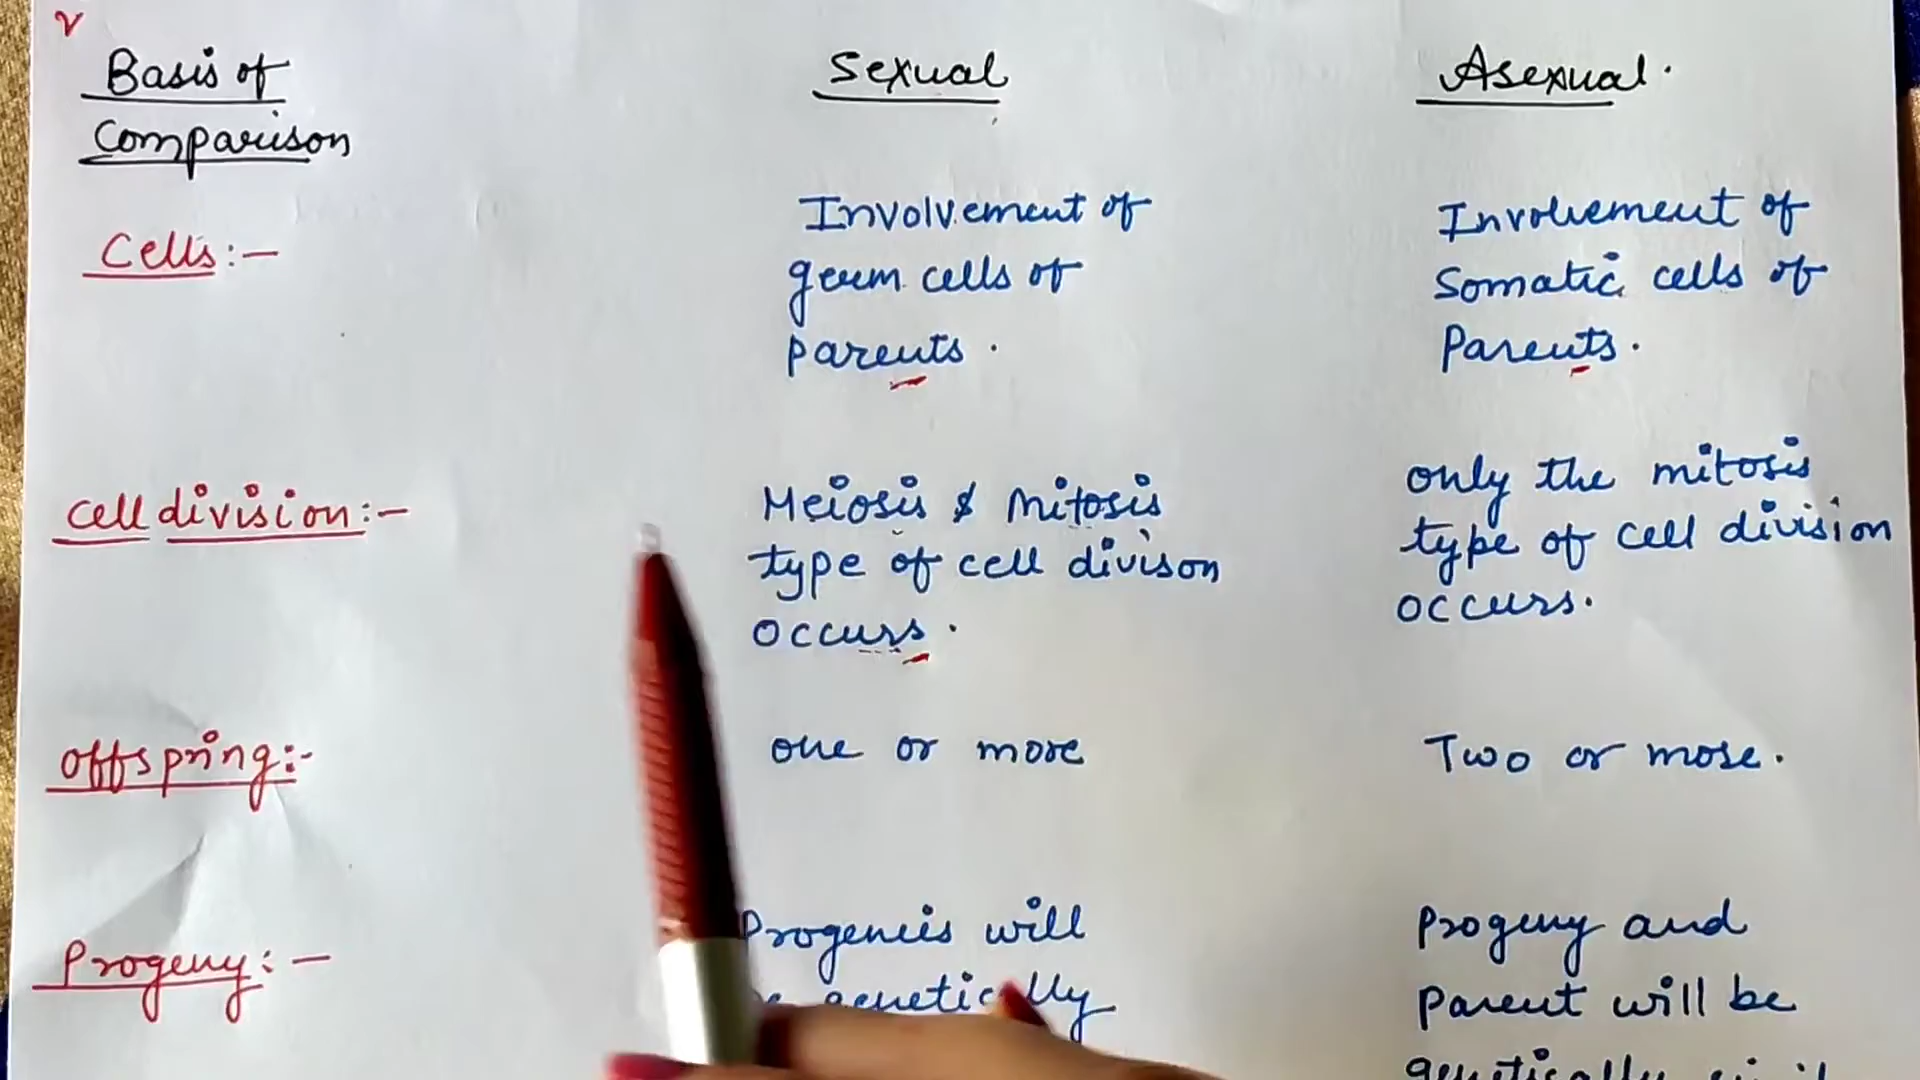 Basis of
Comparison
Sexual
Asexual.
Cells:-
Involvement of
germ cells of
parents.
Involvement of
Somatic cells of
Parents.
cell division:-
Meiosis & Mitosis
type of cell divison
occurs.
only the mitosis
type of cell division
occurs.
offspring:-
one or more
Two or more.
Progeny:-
Progenies will
genetically
Progeny and
Parent will be
genetically